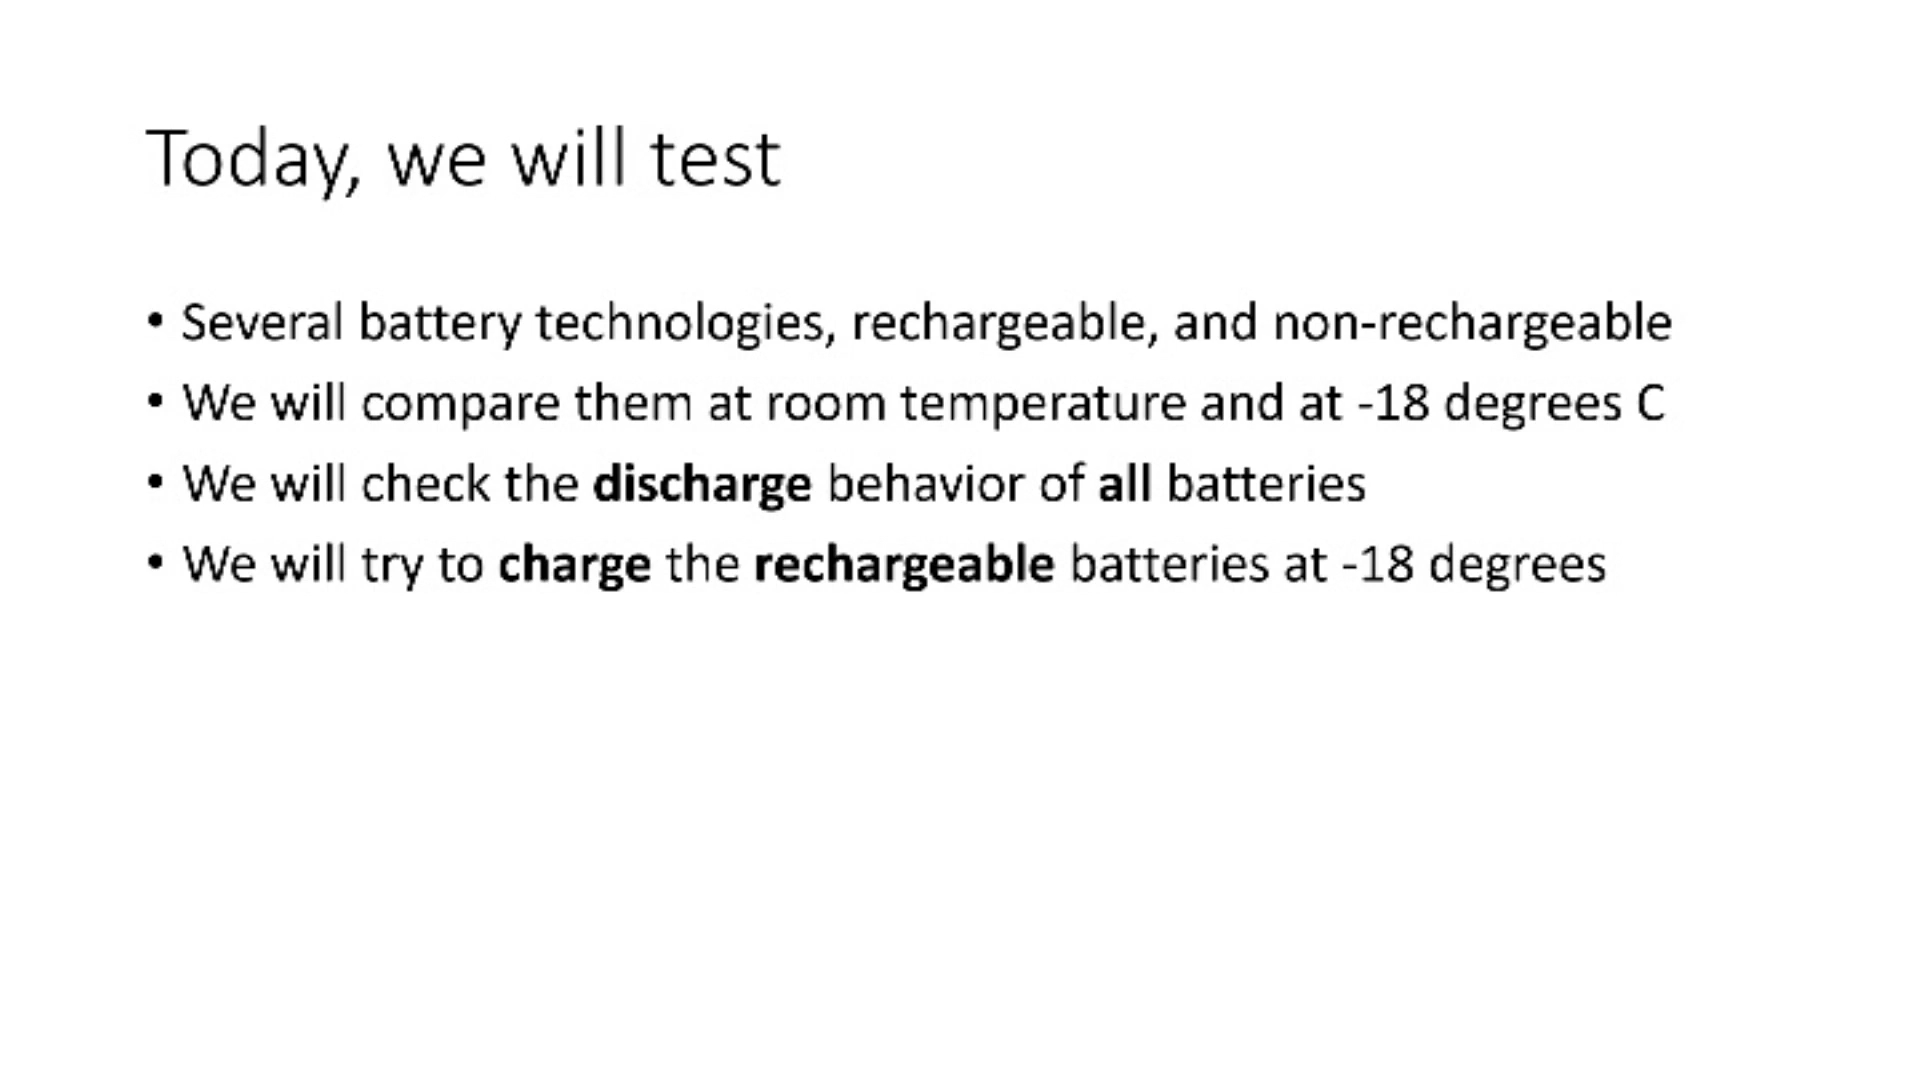 Today, we will test
• Several battery technologies, rechargeable, and non-rechargeable
• We will compare them at room temperature and at -18 degrees C
• We will check the discharge behavior of all batteries
• We will try to charge the rechargeable batteries at -18 degrees